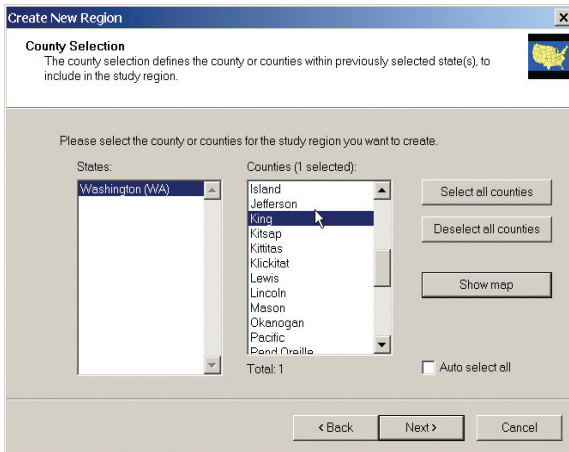 Create New Region
County Selection
The county selection defines the county or counties within previously selected state(s), to
include in the study region.
Please select the county or counties for the study region you want to create.
States:
Counties (1 selected):
Washington (WA)
Island
Jefferson
King
Kitsap
Kittitas
Klickitat
Lewis
Lincoln
Mason
Okanogan
Pacific
Pend Oreille
Total: 1
Select all counties
Deselect all counties
Show map
Auto select all
< Back
Next >
Cancel